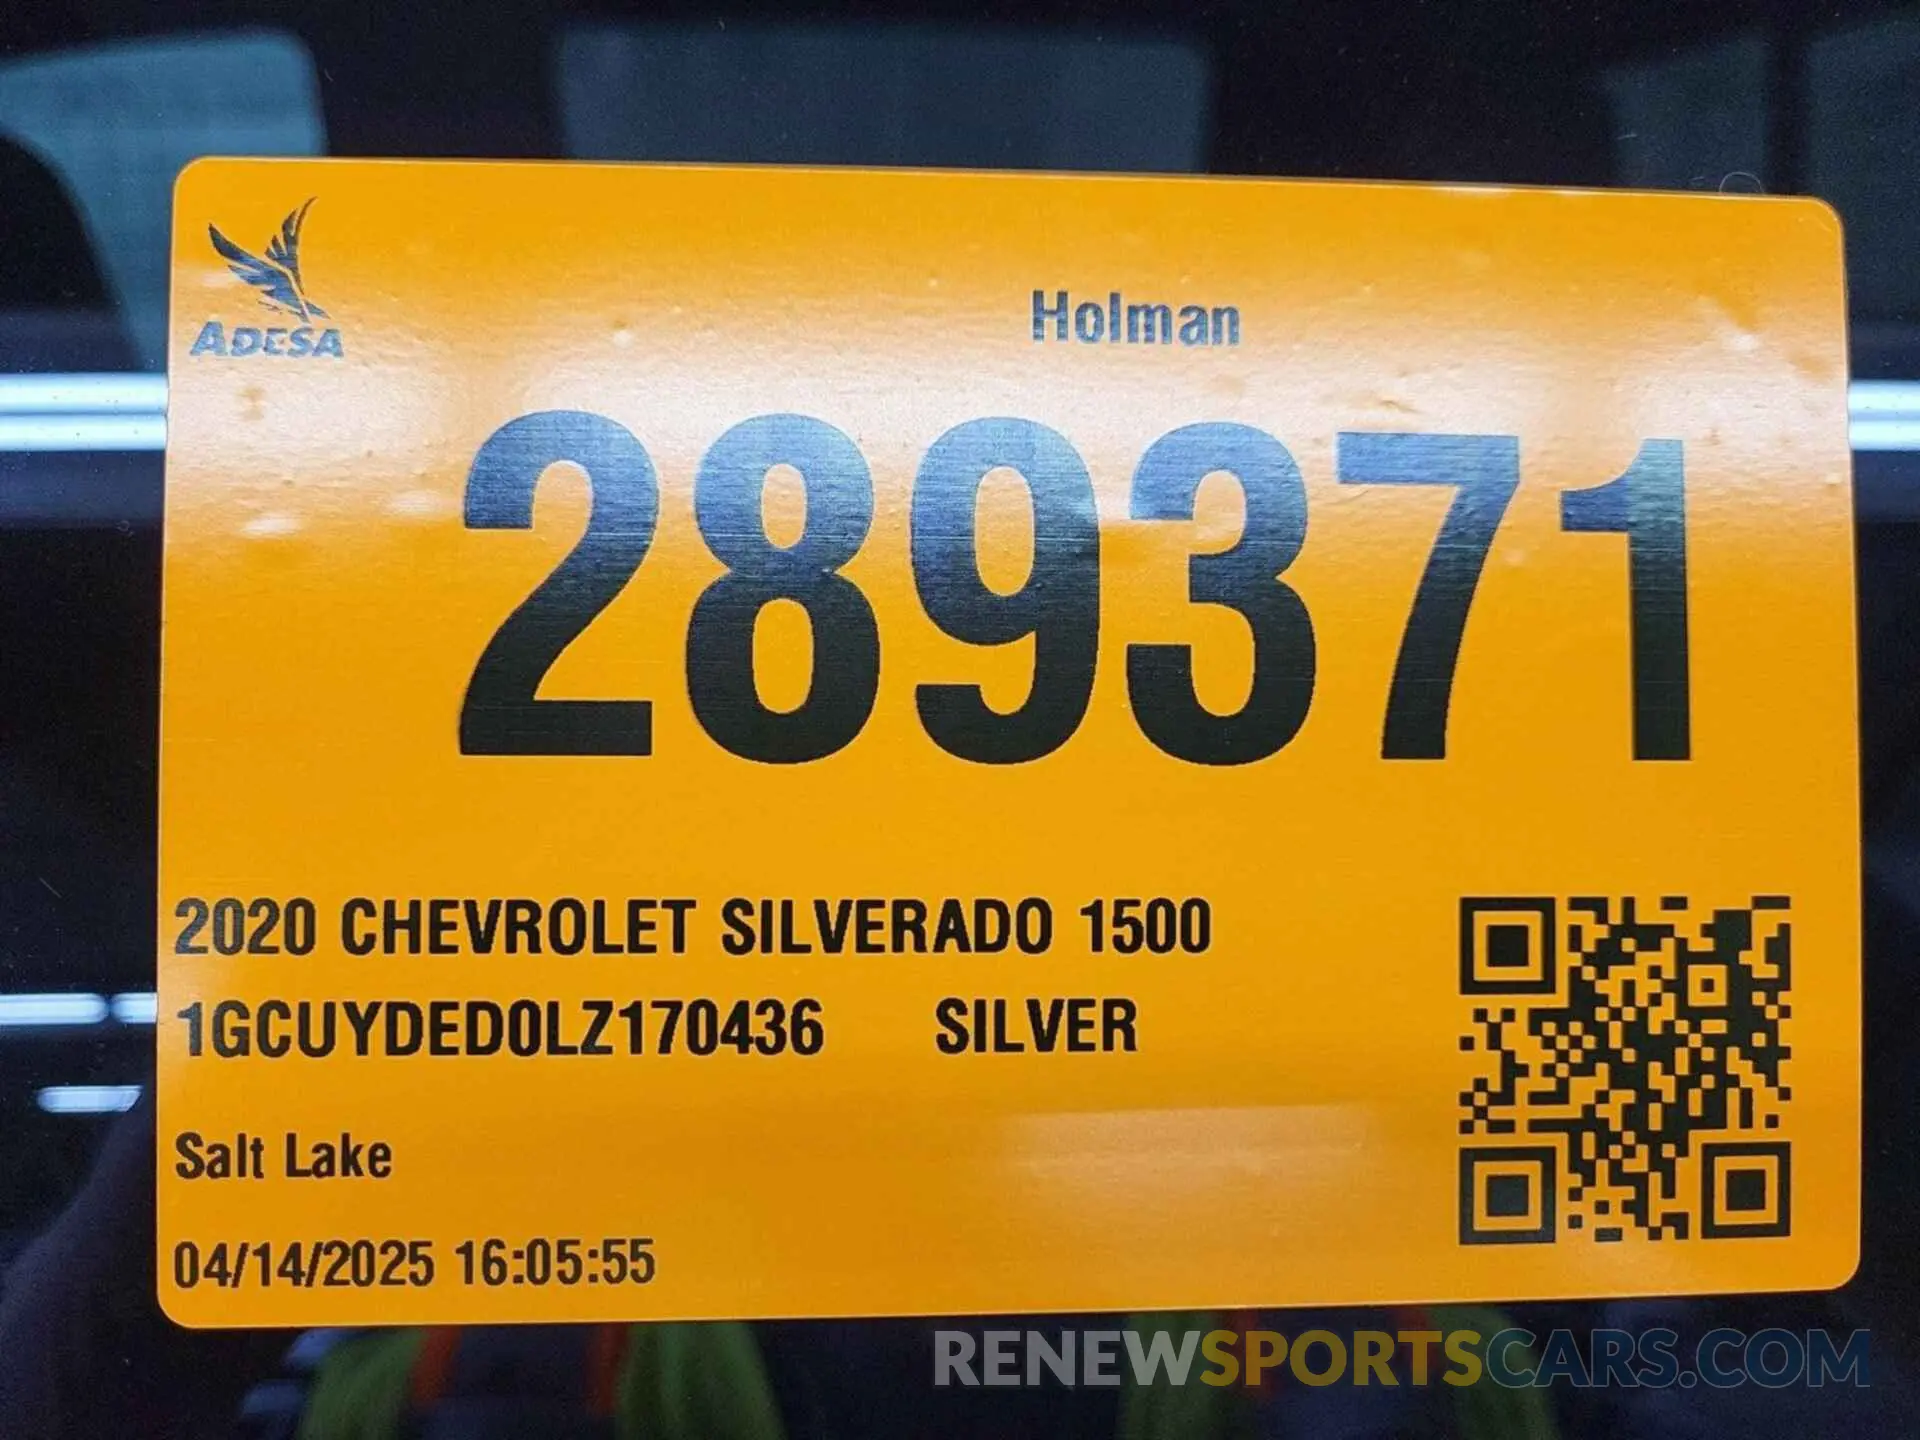 ADESA
Holman
289371
2020 CHEVROLET SILVERADO 1500
1GCUYDED0LZ170436 SILVER
Salt Lake
04/14/2025 16:05:55
RENEWSPORTSCARS.COM